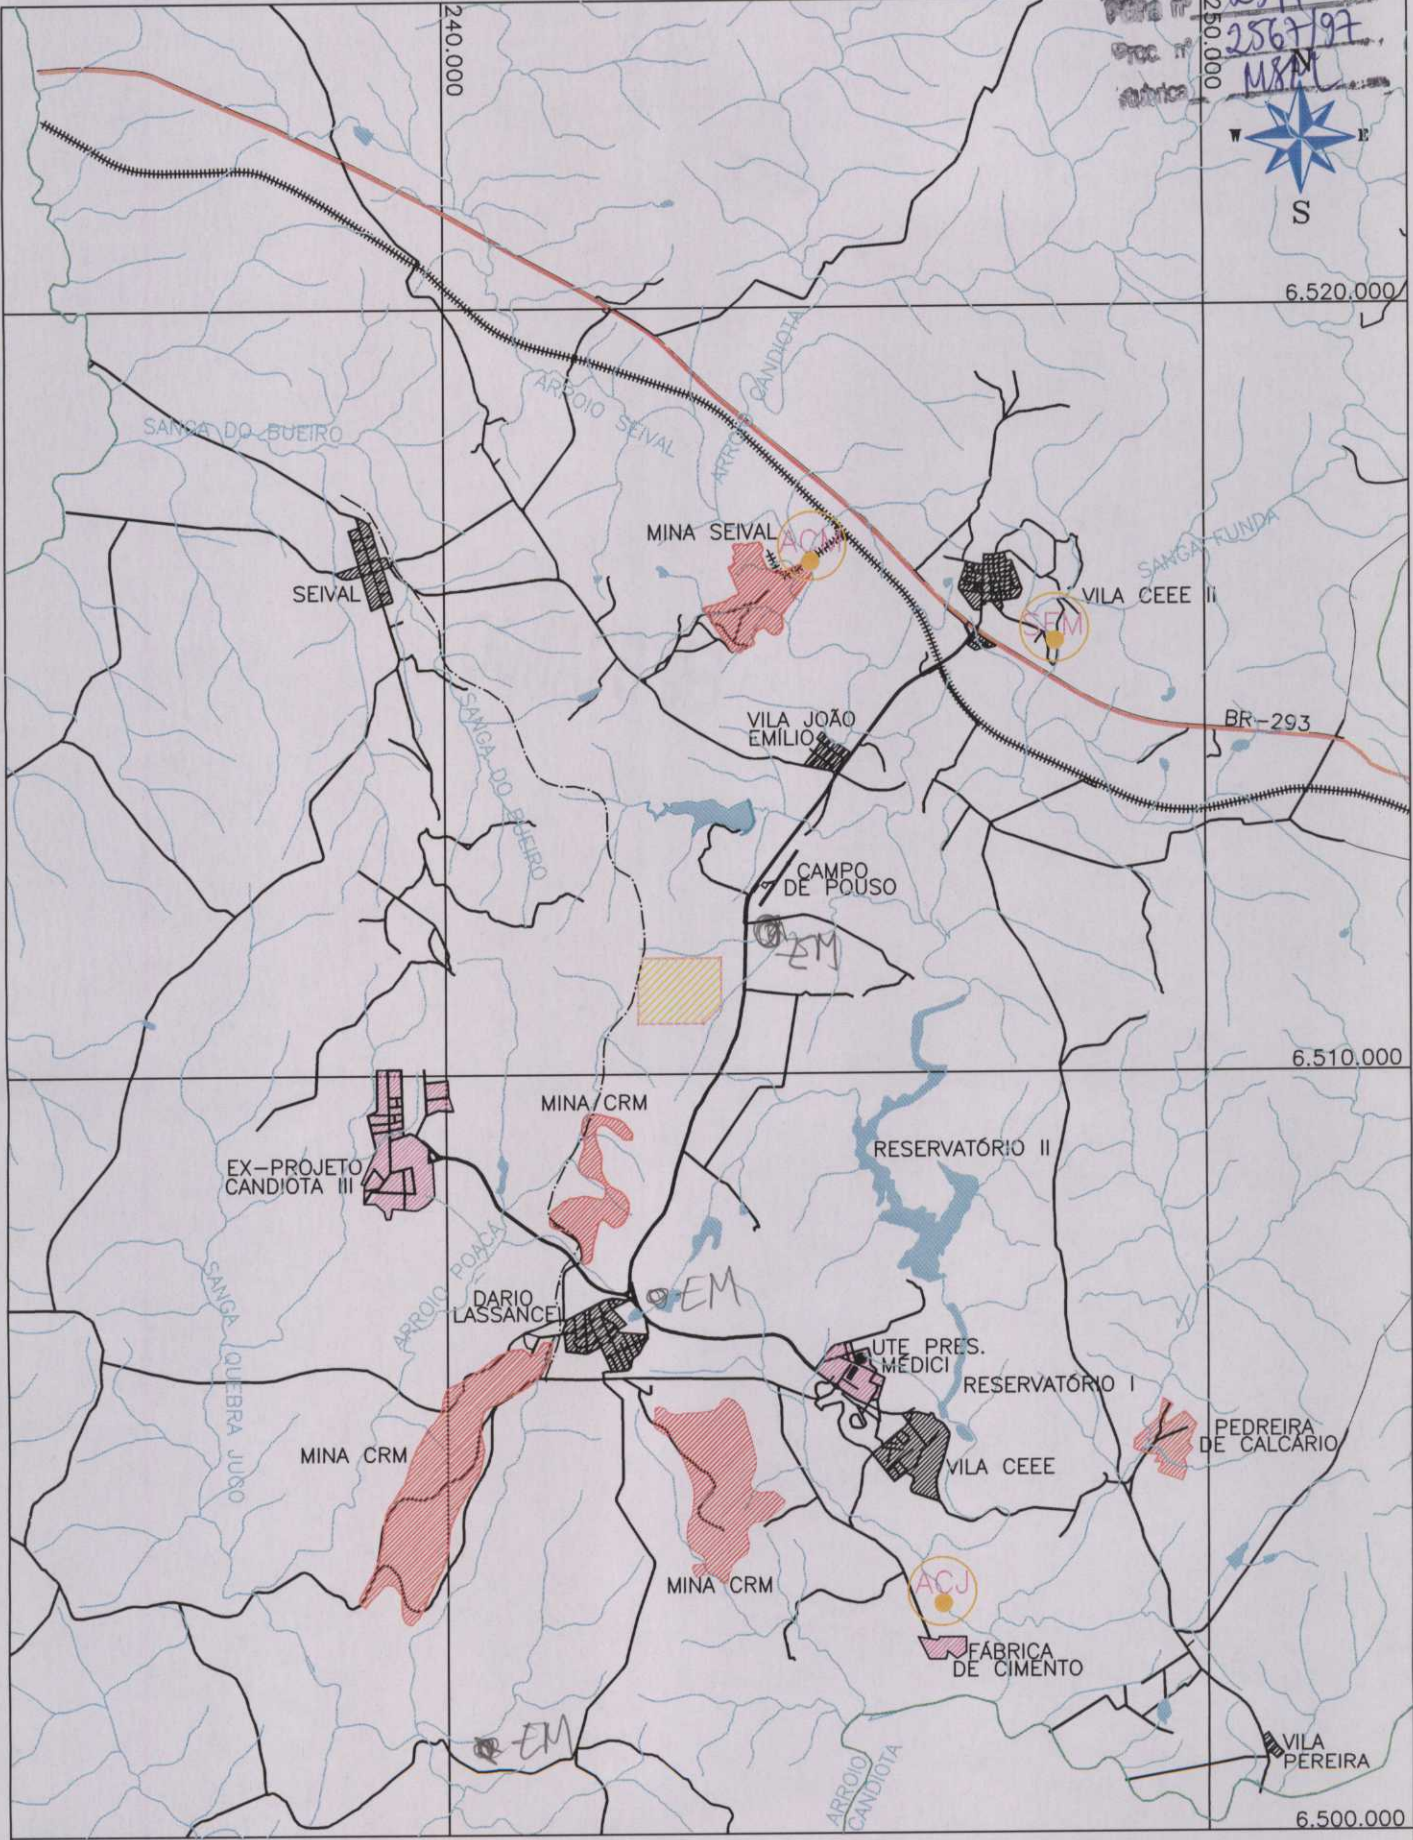 240.000
250.000
2567/97
N
W
E
S
6.520.000
ARROIO CANDIOTA
ARROIO SEIVAL
SANGA DO BUEIRO
ARROIO
MINA SEIVAL
ACM
SANGA FUNDA
SEIVAL
VILA CEEE II
SEM
SANGA DO BUEIRO
VILA JOÃO
EMÍLIO
BR-293
CAMPO
DE POUSO
EM
6.510.000
MINA CRM
RESERVATÓRIO II
EX-PROJETO
CANDIOTA III
ARROIO POACÁ
SANGA QUEBRA JUGO
DARIO
LASSANCE
EM
UTE PRES.
MÉDICI
RESERVATÓRIO I
PEDREIRA
DE CALCÁRIO
MINA CRM
VILA CEEE
MINA CRM
ACJ
FÁBRICA
DE CIMENTO
EM
VILA
PEREIRA
ARROIO
CANDIOTA
6.500.000